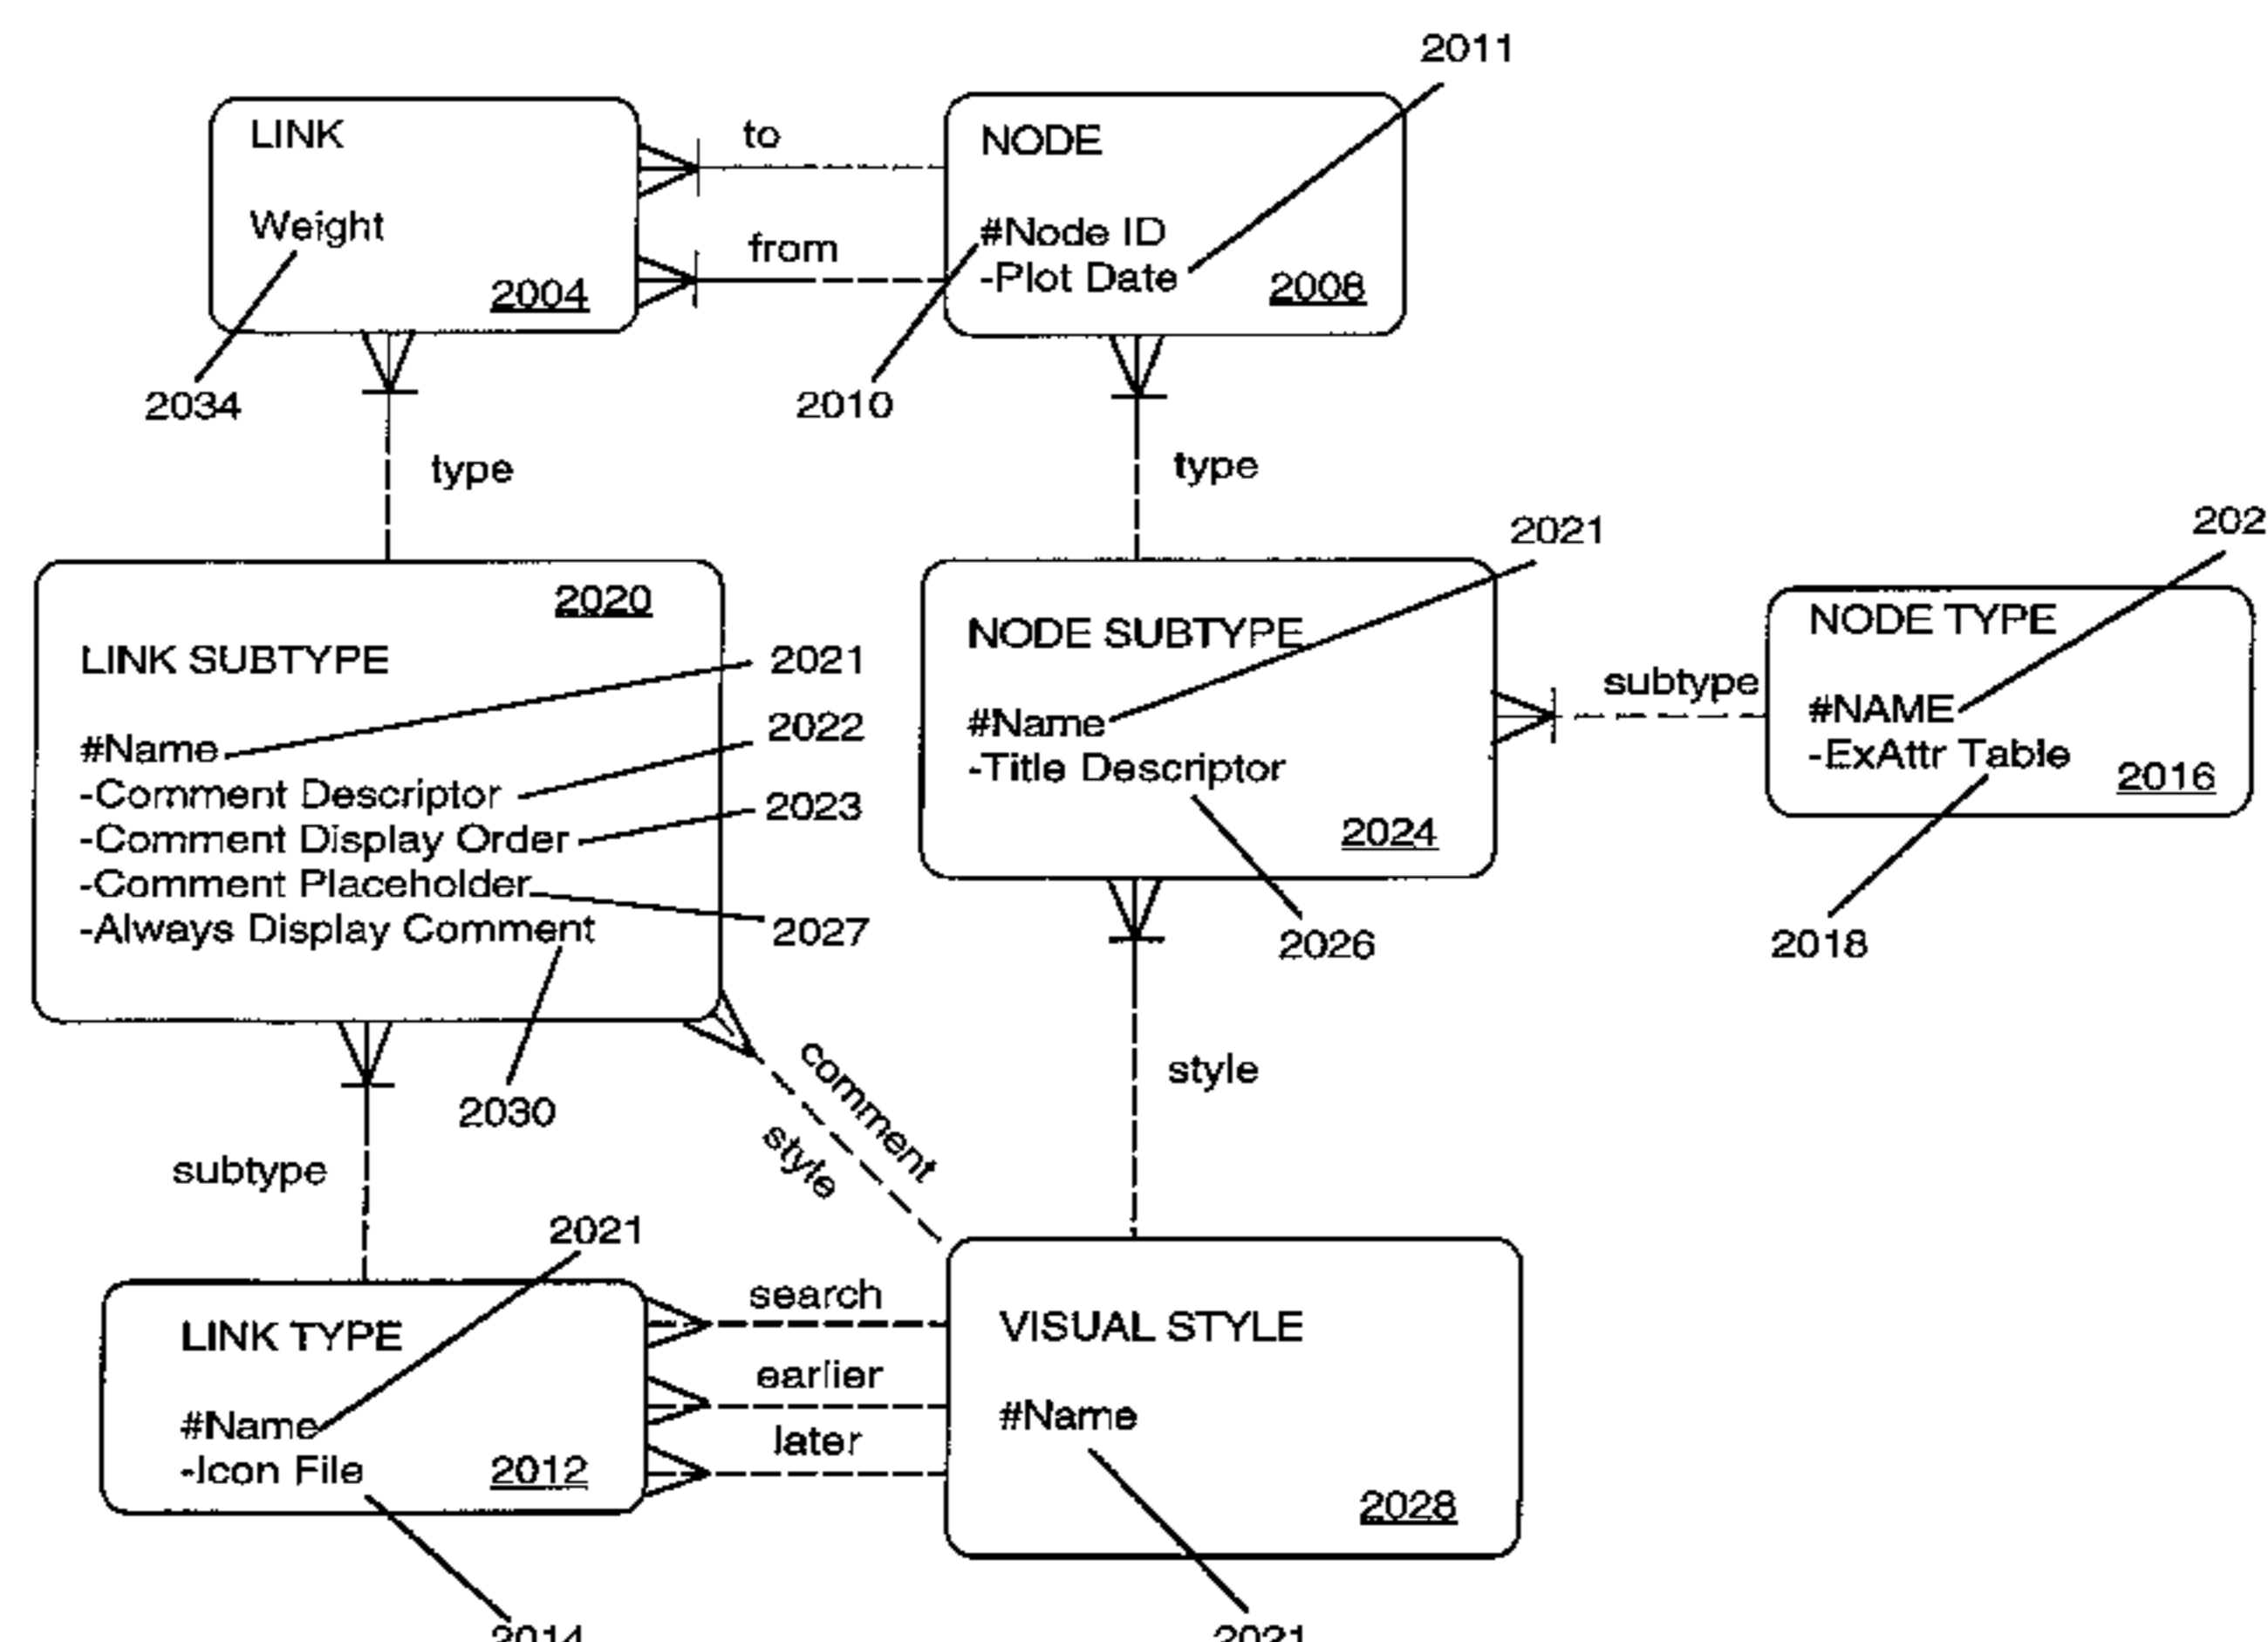 2011
LINK
to
NODE
Weight
#Node ID
from
-Plot Date
2004
2008
2034
2010
type
type
2021
202
2020
NODE TYPE
LINK SUBTYPE
2021
NODE SUBTYPE
subtype
#NAME
#Name
2022
#Name
-ExAttr Table
-Comment Descriptor
-Title Descriptor
2016
-Comment Display Order
2023
2024
-Comment Placeholder
-Always Display Comment
2027
2026
2018
comment
style
style
2030
subtype
2021
search
LINK TYPE
VISUAL STYLE
earlier
#Name
later
#Name
-Icon File
2012
2028
2014
2021